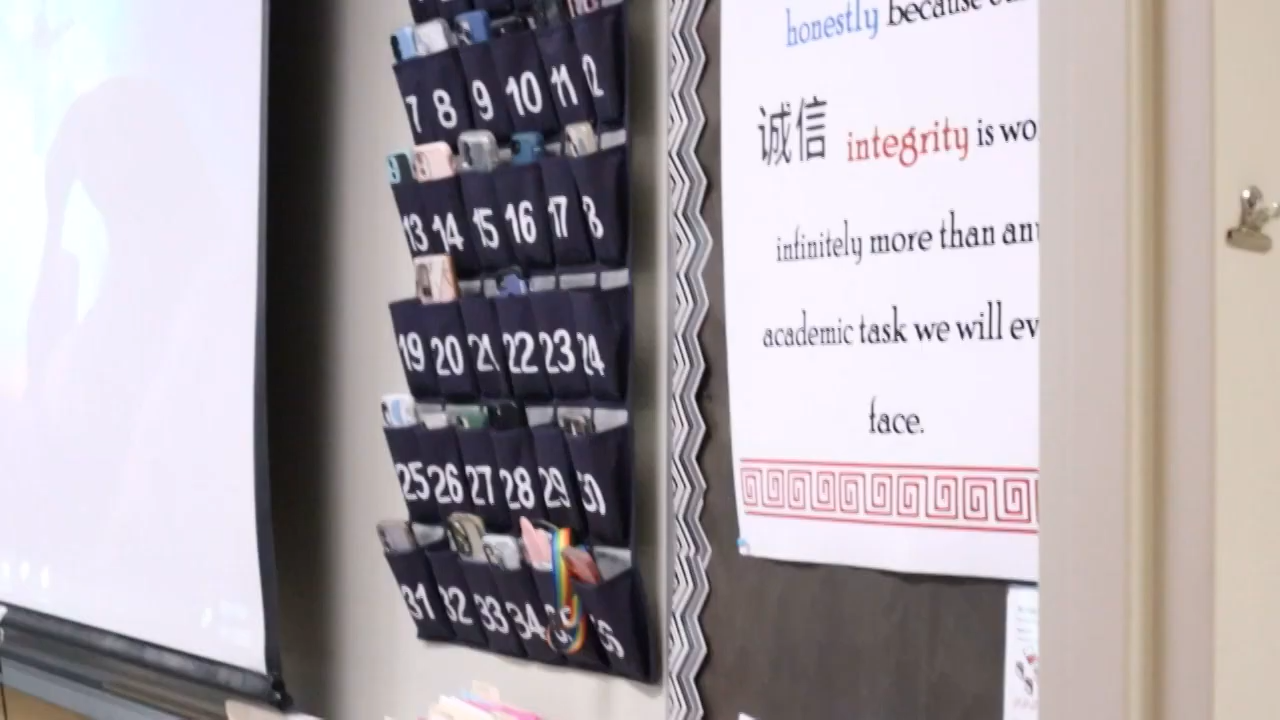 7 8 9 10 11 12
13 14 15 16 17 18
19 20 21 22 23 24
25 26 27 28 29 30
31 32 33 34 35 36
honestly because
诚信 integrity is wo
infinitely more than an
academic task we will ev
face.